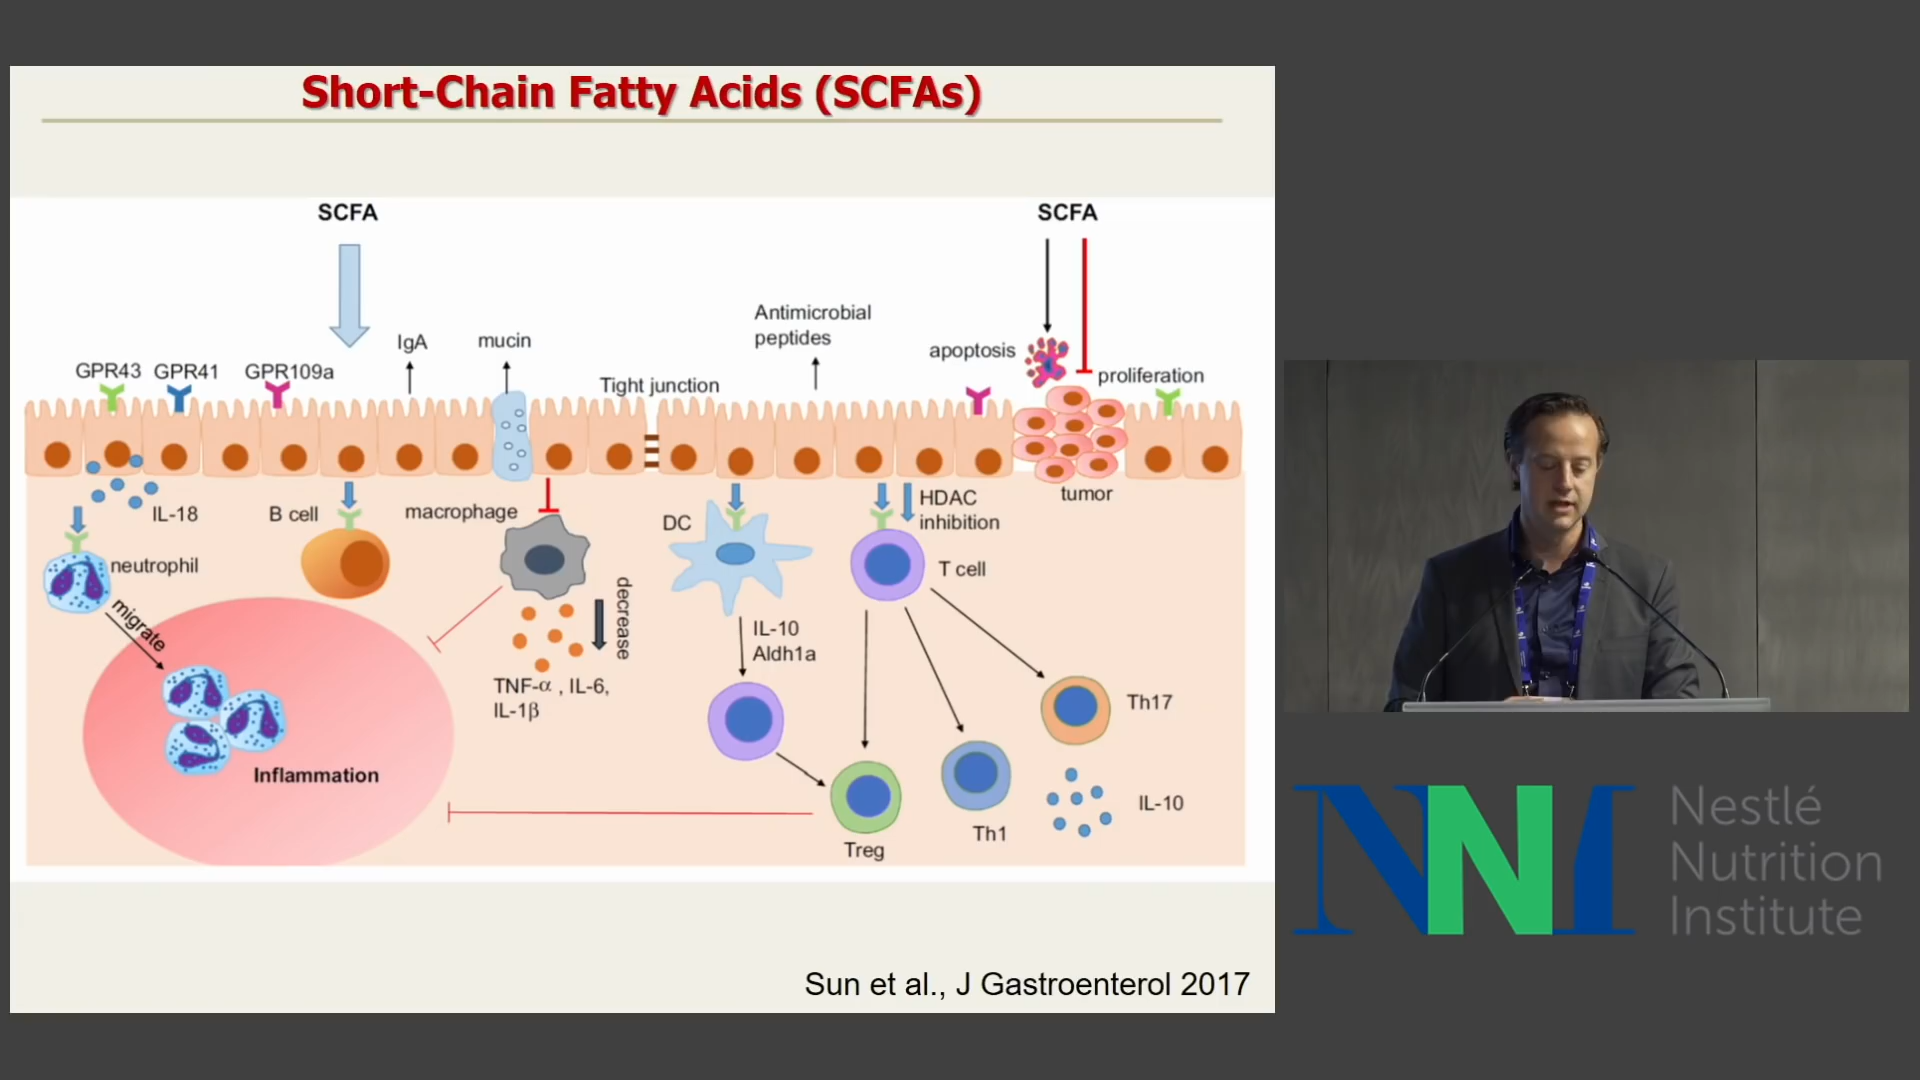 Short-Chain Fatty Acids (SCFAs)
SCFA
SCFA
Antimicrobial
peptides
IgA
mucin
apoptosis
GPR43
GPR41
GPR109a
Tight junction
proliferation
IL-18
B cell
macrophage
DC
HDAC
inhibition
tumor
neutrophil
T cell
migrate
decrease
IL-10
Aldh1a
TNF-α , IL-6,
IL-1β
Th17
Inflammation
IL-10
Th1
Treg
Sun et al., J Gastroenterol 2017
NNI
Nestlé
Nutrition
Institute